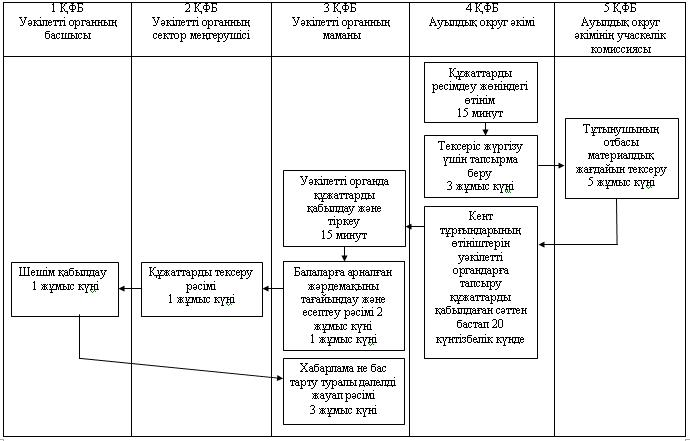 1 ҚФБ
Уәкілетті органның
басшысы
2 ҚФБ
Уәкілетті органның
сектор меңгерушісі
3 ҚФБ
Уәкілетті органның
маманы
4 ҚФБ
Ауылдық округ әкімі
5 ҚФБ
Ауылдық округ
әкімінің учаскелік
комиссиясы
Құжаттарды
ресімдеу жөніндегі
өтінім
15 минут
Тексеріс жүргізу
үшін тапсырма
беру
3 жұмыс күні
Тұтынушының
отбасы
материалдық
жағдайын тексеру
5 жұмыс күні
Кент
тұрғындарының
өтініштерін
уәкілетті
органдарға
тапсыру
құжаттарды
қабылдаған сәттен
бастап 20
күнтізбелік күнде
Уәкілетті органда
құжаттарды
қабылдау және
тіркеу
15 минут
Балаларға арналған
жәрдемақыны
тағайындау және
есептеу рәсімі 2
жұмыс күні
1 жұмыс күні
Құжаттарды тексеру
рәсімі
1 жұмыс күні
Шешім қабылдау
1 жұмыс күні
Хабарлама не бас
тарту туралы дәлелді
жауап рәсімі
3 жұмыс күні